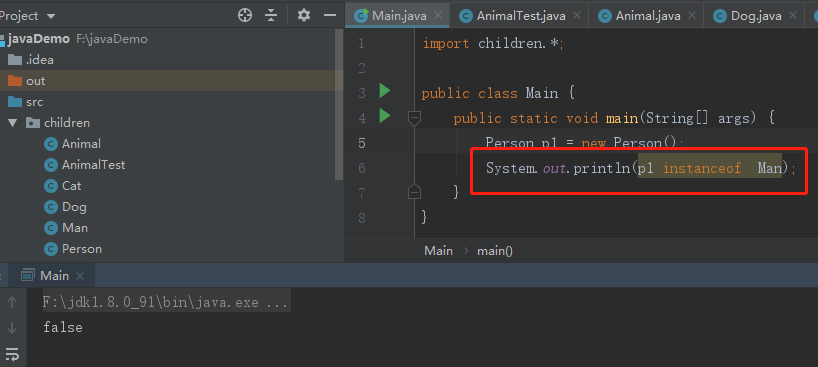 Project
Main.java
AnimalTest.java
Animal.java
Dog.java
javaDemo F:\javaDemo
.idea
out
src
children
Animal
AnimalTest
Cat
Dog
Man
Person
1 import children.*;
2
3 public class Main {
4 public static void main(String[] args) {
5 Person p1 = new Person();
6 System.out.println(p1 instanceof Man);
7 }
8 }
Main main()
Main
F:\jdk1.8.0_91\bin\java.exe ...
false